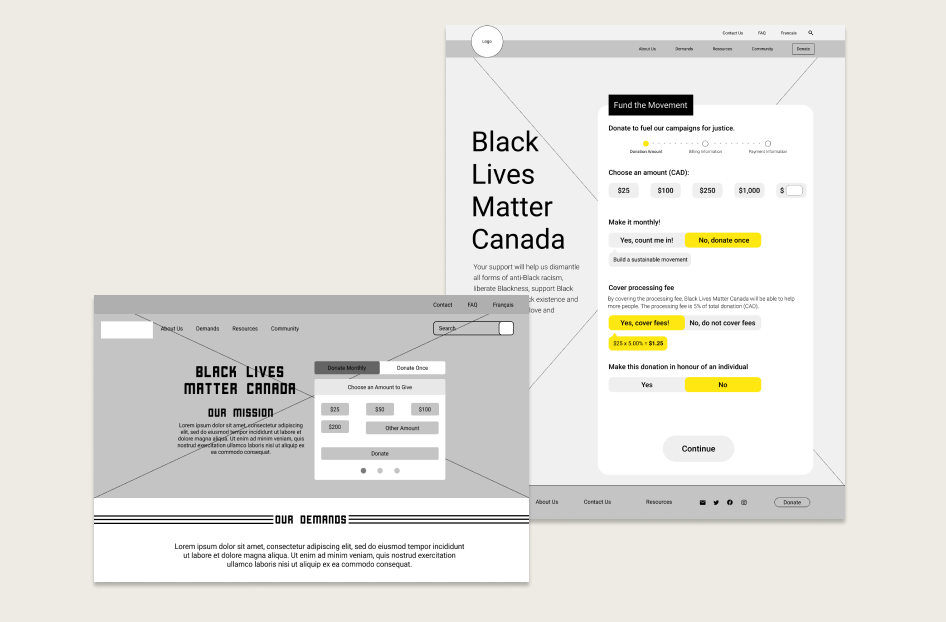 Contact Us FAQ Français
Logo
About Us Demands Resources Community Donate
Fund the Movement
Donate to fuel our campaigns for justice.
Donation Amount Billing Information Payment Information
Choose an amount (CAD):
$25 $100 $250 $1,000 $
Make it monthly!
Yes, count me in! No, donate once
Build a sustainable movement
Cover processing fee
By covering the processing fee, Black Lives Matter Canada will be able to help
more people. The processing fee is 5% of total donation (CAD).
Yes, cover fees! No, do not cover fees
$25 x 5.00% = $1.25
Make this donation in honour of an individual
Yes No
Continue
Black
Lives
Matter
Canada
Your support will help us dismantle
all forms of anti-Black racism,
liberate Blackness, support Black
existence and
love and
About Us Contact Us Resources Donate
Contact FAQ Français
About Us Demands Resources Community Search
BLACK LIVES
MATTER CANADA
OUR MISSION
Lorem ipsum dolor sit amet, consectetur adipiscing
elit, sed do eiusmod tempor incididunt ut labore et
dolore magna aliqua. Ut enim ad minim veniam, quis
nostrud exercitation ullamco laboris nisi ut aliquip ex
ea commodo consequat.
Donate Monthly Donate Once
Choose an Amount to Give
$25 $50 $100
$200 Other Amount
Donate
OUR DEMANDS
Lorem ipsum dolor sit amet, consectetur adipiscing elit, sed do eiusmod tempor incididunt
ut labore et dolore magna aliqua. Ut enim ad minim veniam, quis nostrud exercitation
ullamco laboris nisi ut aliquip ex ea commodo consequat.